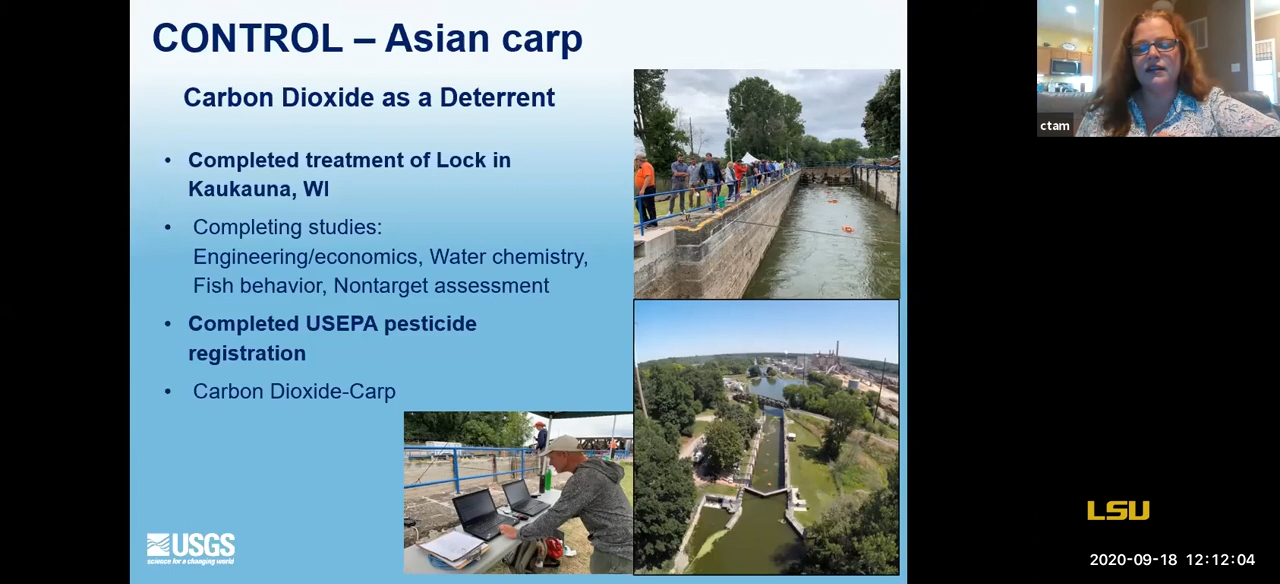 CONTROL – Asian carp
Carbon Dioxide as a Deterrent
• Completed treatment of Lock in
Kaukauna, WI
• Completing studies:
Engineering/economics, Water chemistry,
Fish behavior, Nontarget assessment
• Completed USEPA pesticide
registration
• Carbon Dioxide-Carp
USGS
science for a changing world
ctam
LSU
2020-09-18 12:12:04